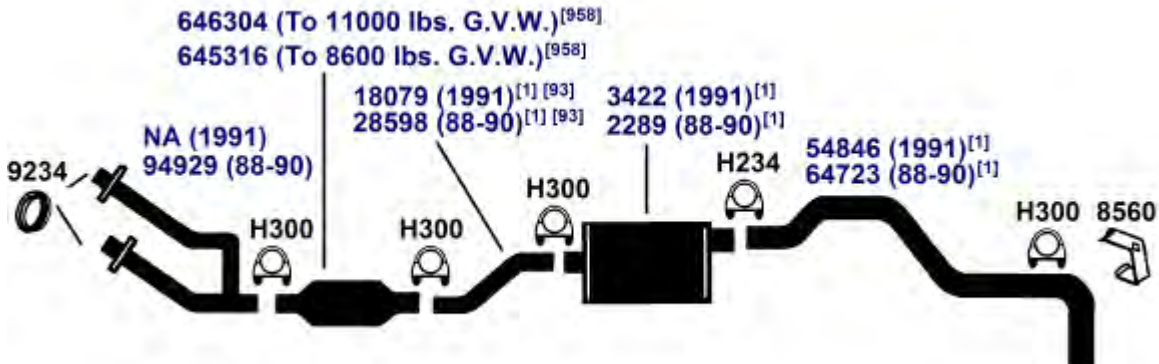 646304 (To 11000 lbs. G.V.W.)[958]
645316 (To 8600 lbs. G.V.W.)[958]
18079 (1991)[1] [93]
28598 (88-90)[1] [93]
3422 (1991)[1]
2289 (88-90)[1]
NA (1991)
94929 (88-90)
54846 (1991)[1]
64723 (88-90)[1]
9234
H300
H300
H300
H234
H300
8560